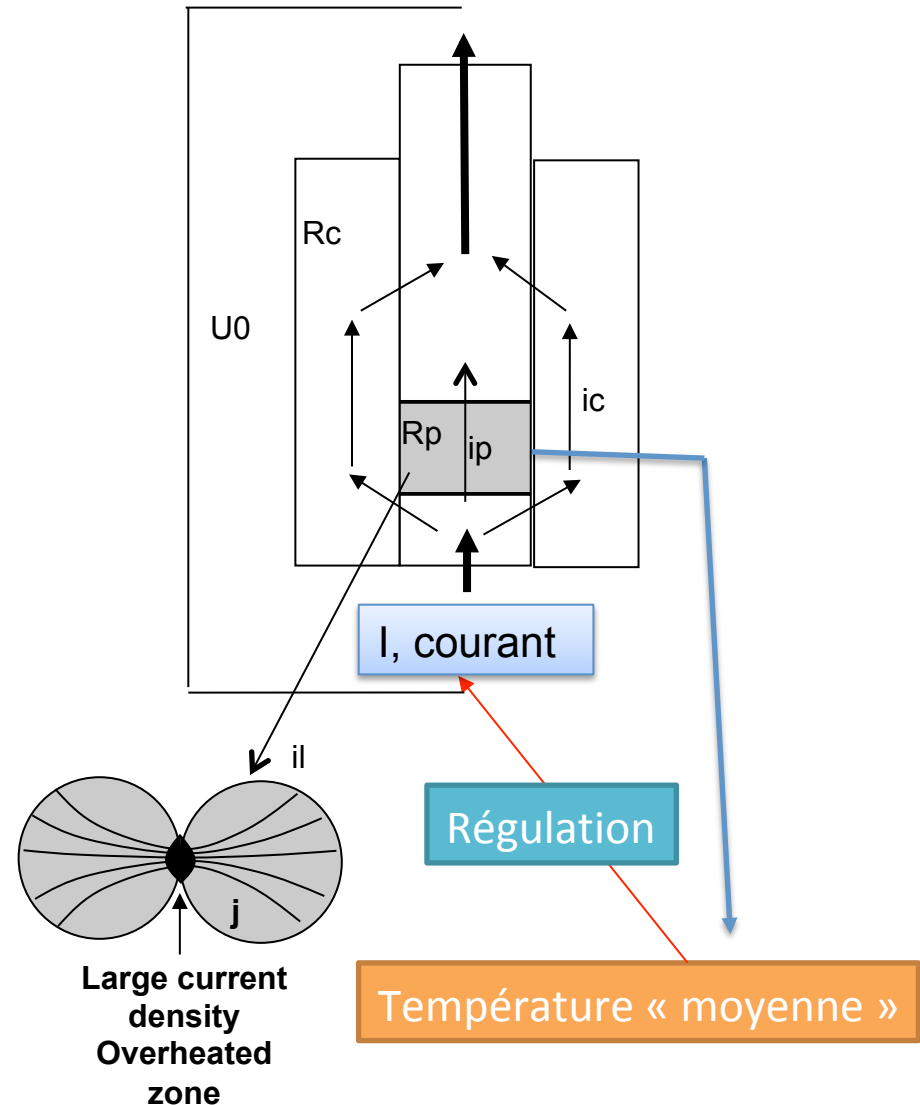 Rc
U0
ic
Rp
ip
I, courant
il
Régulation
j
Large current
density
Overheated
zone
Température « moyenne »